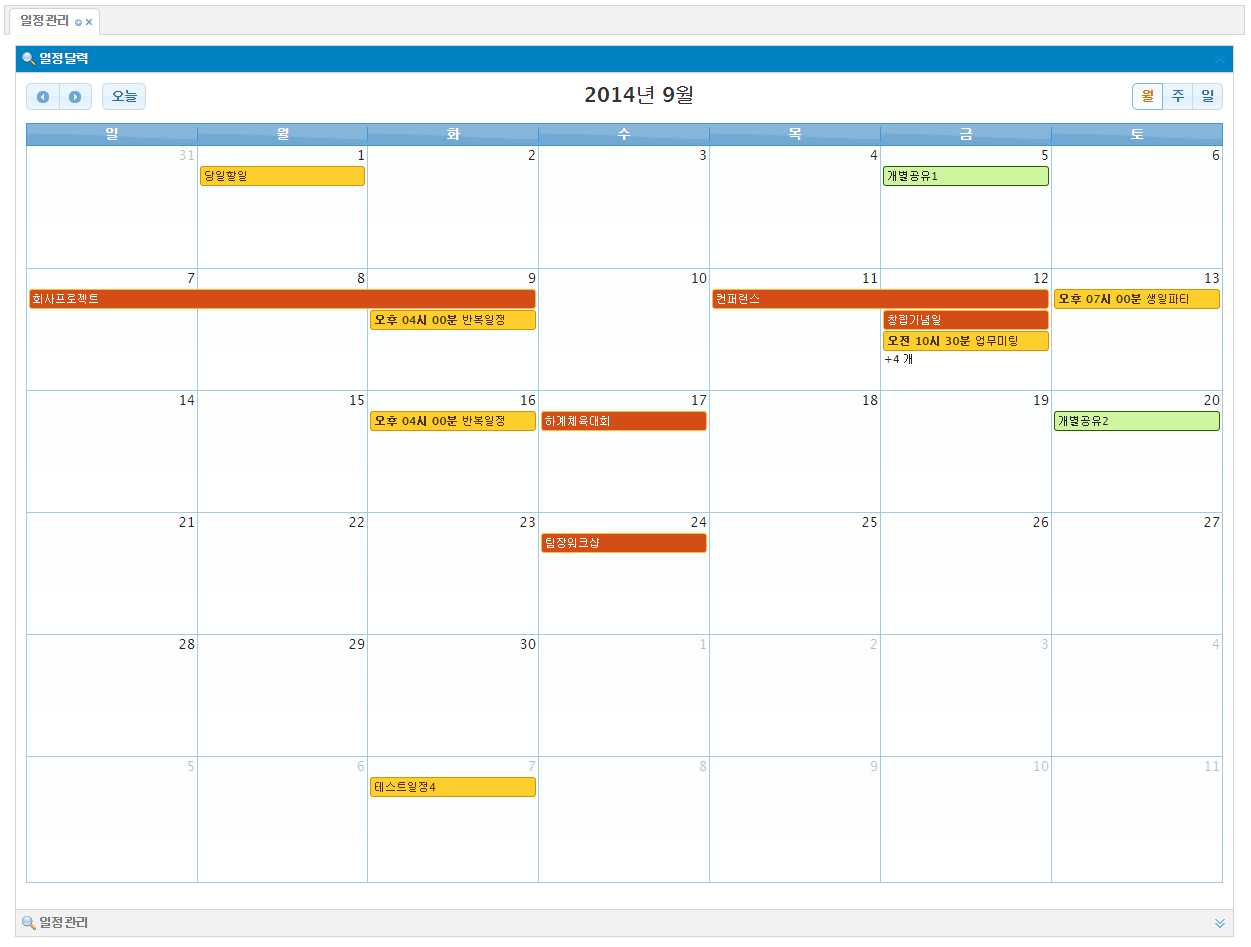 일정관리
일정달력
오늘
2014년 9월
월 주 일
일 월 화 수 목 금 토
31 1 2 3 4 5 6
당일할일 개별공유1
7 8 9 10 11 12 13
회사프로젝트 컨퍼런스 오후 07시 00분 생일파티
오후 04시 00분 반복일정 창립기념일
오전 10시 30분 업무미팅
+4 개
14 15 16 17 18 19 20
오후 04시 00분 반복일정 하계체육대회 개별공유2
21 22 23 24 25 26 27
팀장워크샵
28 29 30 1 2 3 4
5 6 7 8 9 10 11
테스트일정4
일정관리